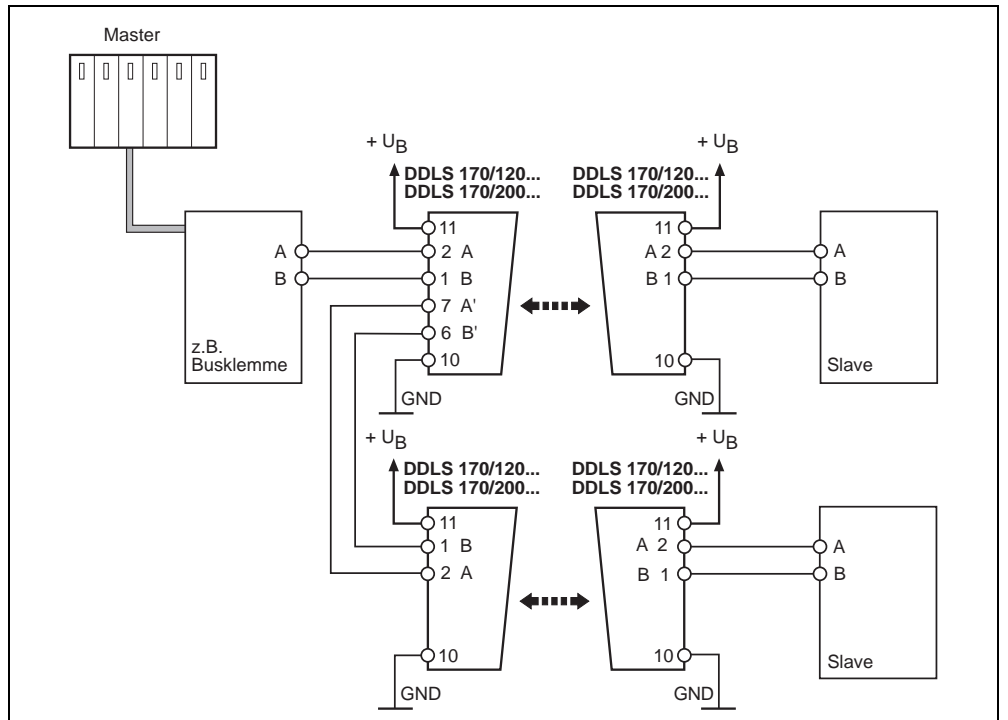 Master
+ UB
DDLS 170/120...
DDLS 170/200...
11
A
2 A
B
1 B
7 A'
6 B'
10
z.B.
Busklemme
GND
+ UB
DDLS 170/120...
DDLS 170/200...
11
A 2
B 1
10
GND
A
B
Slave
+ UB
DDLS 170/120...
DDLS 170/200...
11
1 B
2 A
10
GND
+ UB
DDLS 170/120...
DDLS 170/200...
11
A 2
B 1
10
GND
A
B
Slave